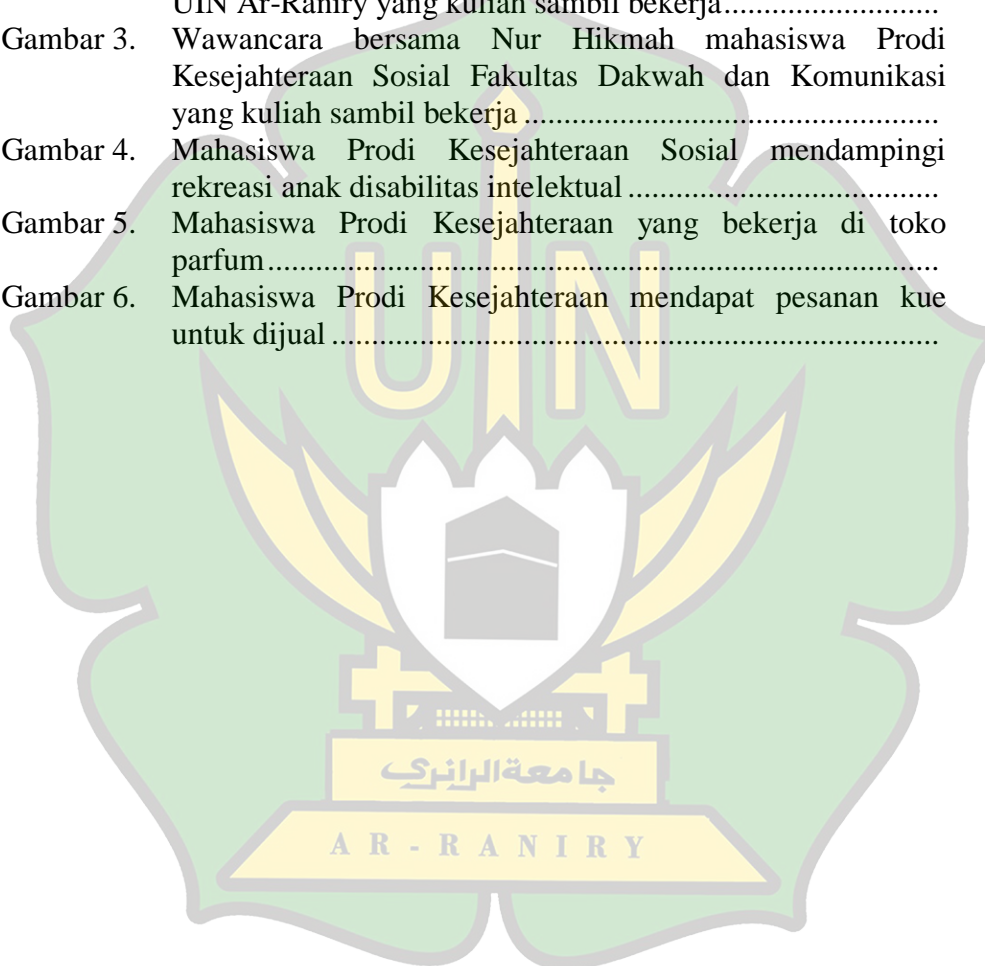 UIN Ar-Raniry yang kuliah sambil bekerja...........................
Gambar 3. Wawancara bersama Nur Hikmah mahasiswa Prodi
Kesejahteraan Sosial Fakultas Dakwah dan Komunikasi
yang kuliah sambil bekerja ...................................................
Gambar 4. Mahasiswa Prodi Kesejahteraan Sosial mendampingi
rekreasi anak disabilitas intelektual ......................................
Gambar 5. Mahasiswa Prodi Kesejahteraan yang bekerja di toko
parfum..................................................................................
Gambar 6. Mahasiswa Prodi Kesejahteraan mendapat pesanan kue
untuk dijual ..........................................................................
UIN
جامعةالرانري
AR-RANIRY